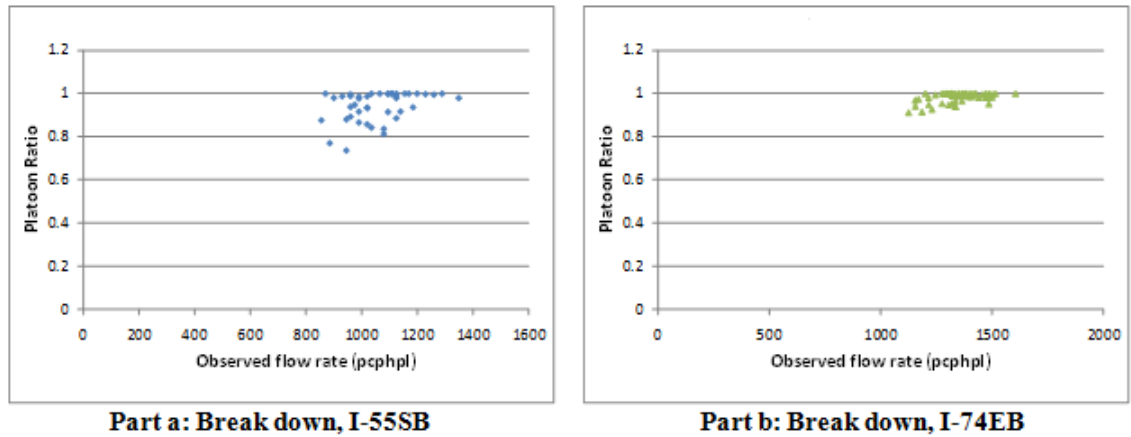 1.2
1
0.8
0.6
0.4
0.2
0
Platoon Ratio
0 200 400 600 800 1000 1200 1400 1600
Observed flow rate (pcphpl)
Part a: Break down, I-55SB
1.2
1
0.8
0.6
0.4
0.2
0
Platoon Ratio
0 500 1000 1500 2000
Observed flow rate (pcphpl)
Part b: Break down, I-74EB